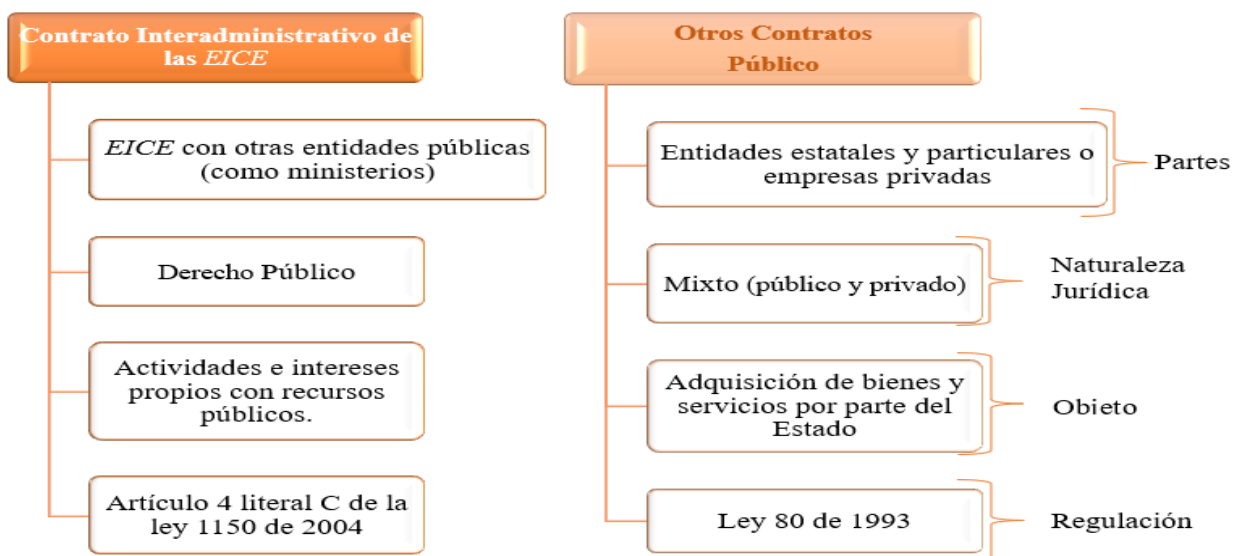 Contrato Interadministrativo de
las EICE
EICE con otras entidades públicas
(como ministerios)
Derecho Público
Actividades e intereses
propios con recursos
públicos.
Artículo 4 literal C de la
ley 1150 de 2004
Otros Contratos
Público
Entidades estatales y particulares o
empresas privadas
Partes
Mixto (público y privado)
Naturaleza
Jurídica
Adquisición de bienes y
servicios por parte del
Estado
Objeto
Ley 80 de 1993
Regulación